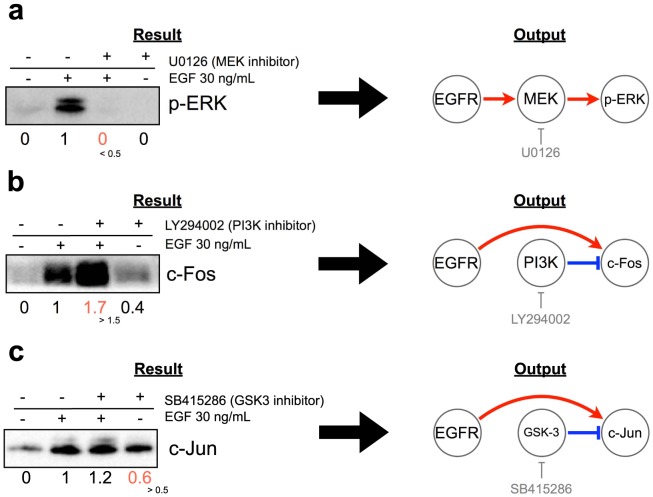 a
Result
Output
- - + + U0126 (MEK inhibitor)
- + + - EGF 30 ng/mL
p-ERK
0 1 0 0
< 0.5
EGFR MEK p-ERK
U0126
b
Result
Output
- - + + LY294002 (PI3K inhibitor)
- + + - EGF 30 ng/mL
c-Fos
0 1 1.7 0.4
> 1.5
EGFR PI3K c-Fos
LY294002
c
Result
Output
- - + + SB415286 (GSK3 inhibitor)
- + + - EGF 30 ng/mL
c-Jun
0 1 1.2 0.6
> 0.5
EGFR GSK-3 c-Jun
SB415286